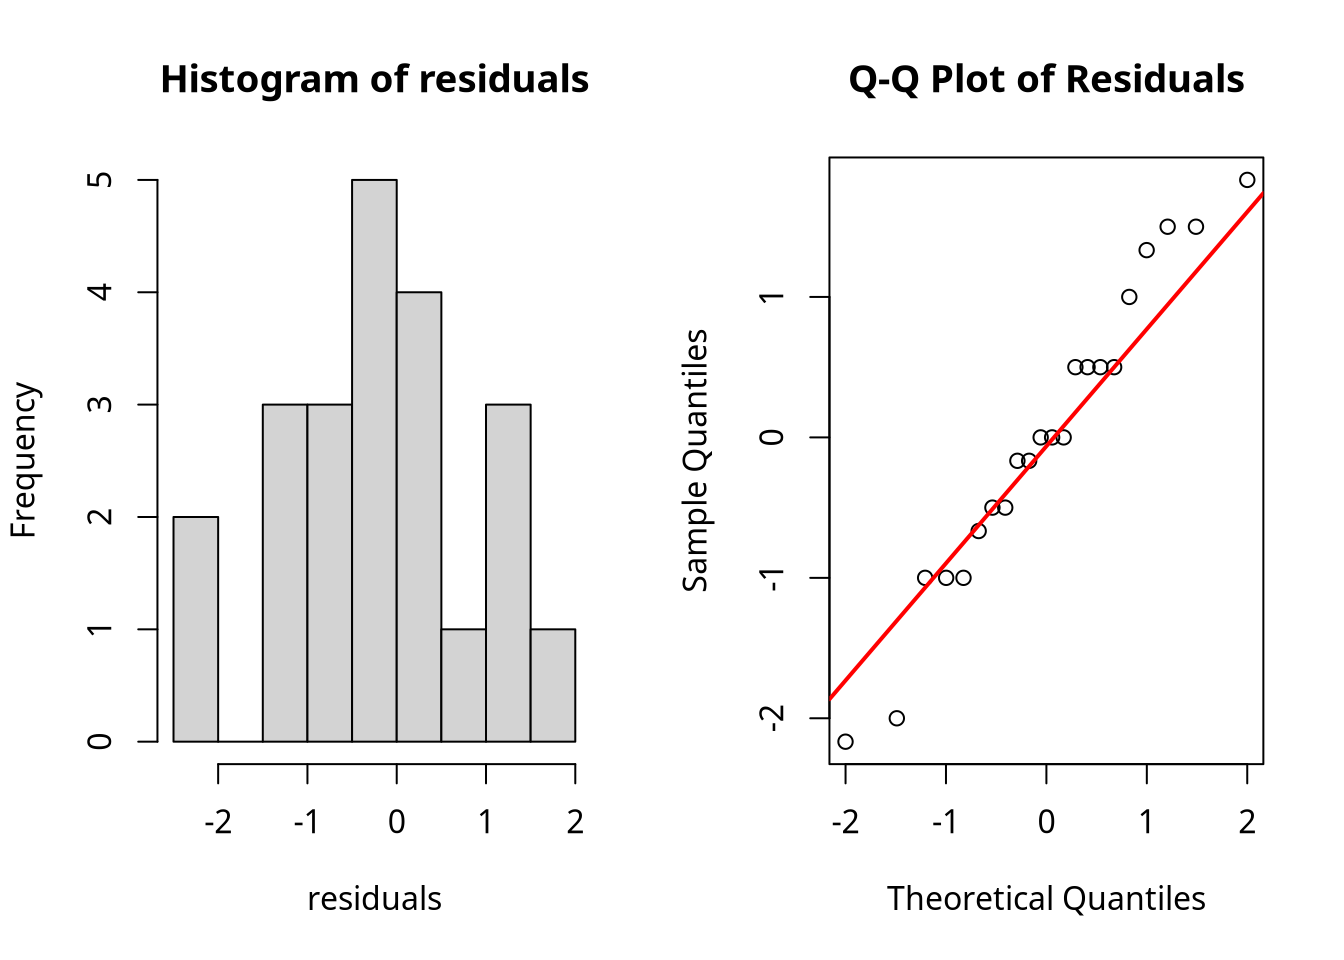 Histogram of residuals
Frequency
5
4
3
2
1
0
-2 -1 0 1 2
residuals
Q-Q Plot of Residuals
Sample Quantiles
1
0
-1
-2
-2 -1 0 1 2
Theoretical Quantiles